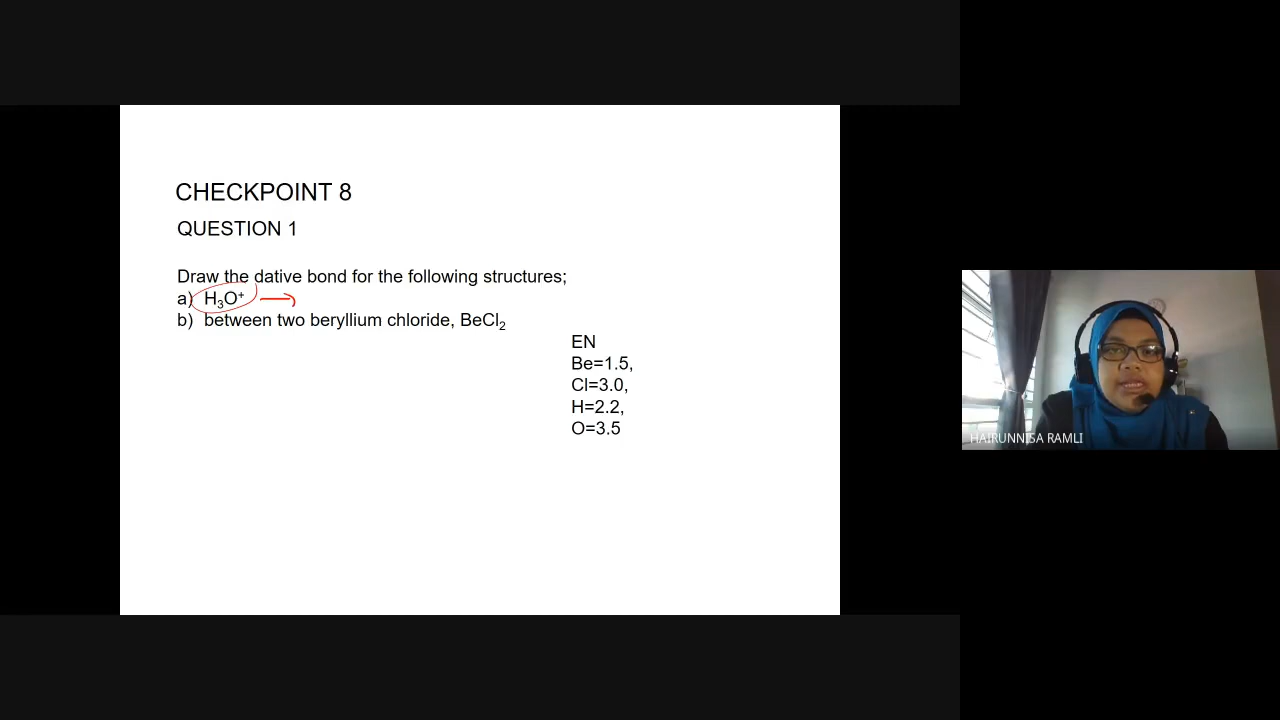 CHECKPOINT 8
QUESTION 1
Draw the dative bond for the following structures;
a) H₃O⁺
b) between two beryllium chloride, BeCl₂
EN
Be=1.5,
Cl=3.0,
H=2.2,
O=3.5
HAIRUNNISA RAMLI